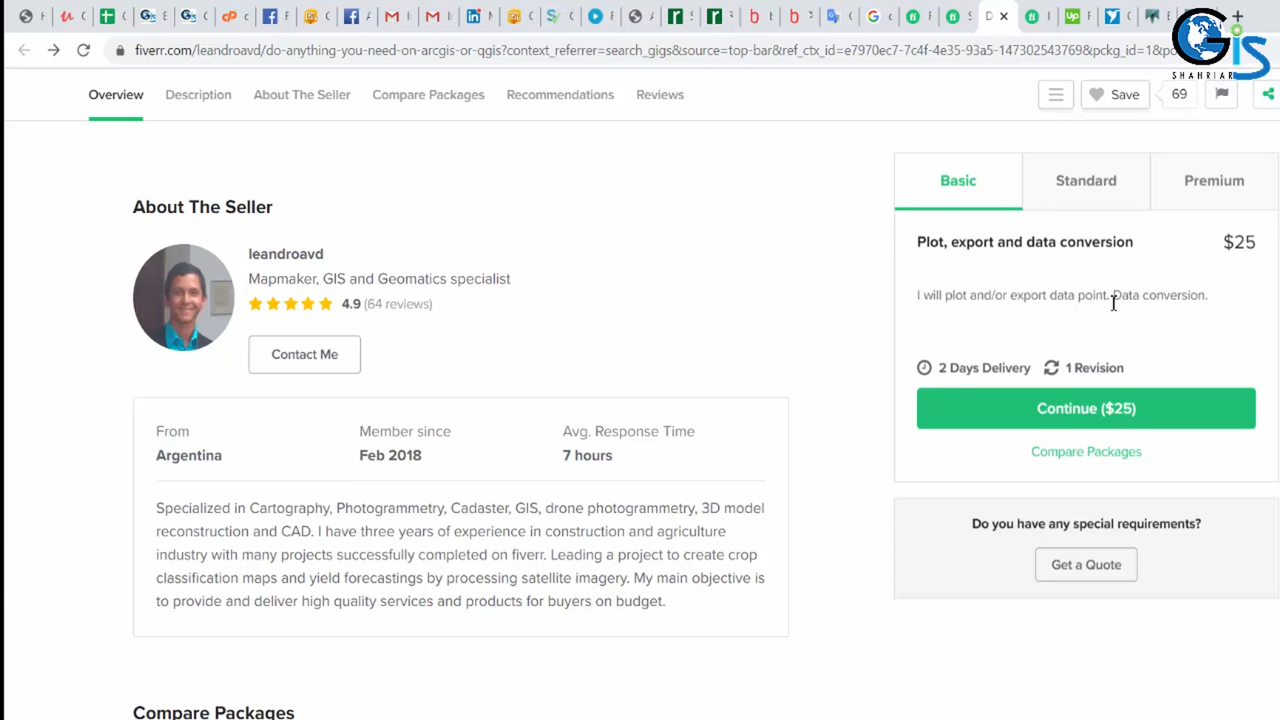 fiverr.com/leandroavd/do-anything-you-need-on-arcgis-or-qgis?context_referrer=search_gigs&source=top-bar&ref_ctx_id=e7970ec7-7c4f-4e35-93a5-147302543769&pckg_id=1&
GIS
SHAHRIAR
Overview
Description
About The Seller
Compare Packages
Recommendations
Reviews
Save
69
About The Seller
leandroavd
Mapmaker, GIS and Geomatics specialist
4.9 (64 reviews)
Contact Me
From
Argentina
Member since
Feb 2018
Avg. Response Time
7 hours
Specialized in Cartography, Photogrammetry, Cadaster, GIS, drone photogrammetry, 3D model
reconstruction and CAD. I have three years of experience in construction and agriculture
industry with many projects successfully completed on fiverr. Leading a project to create crop
classification maps and yield forecastings by processing satellite imagery. My main objective is
to provide and deliver high quality services and products for buyers on budget.
Compare Packages
Basic
Standard
Premium
Plot, export and data conversion
$25
I will plot and/or export data point. Data conversion.
2 Days Delivery
1 Revision
Continue ($25)
Compare Packages
Do you have any special requirements?
Get a Quote